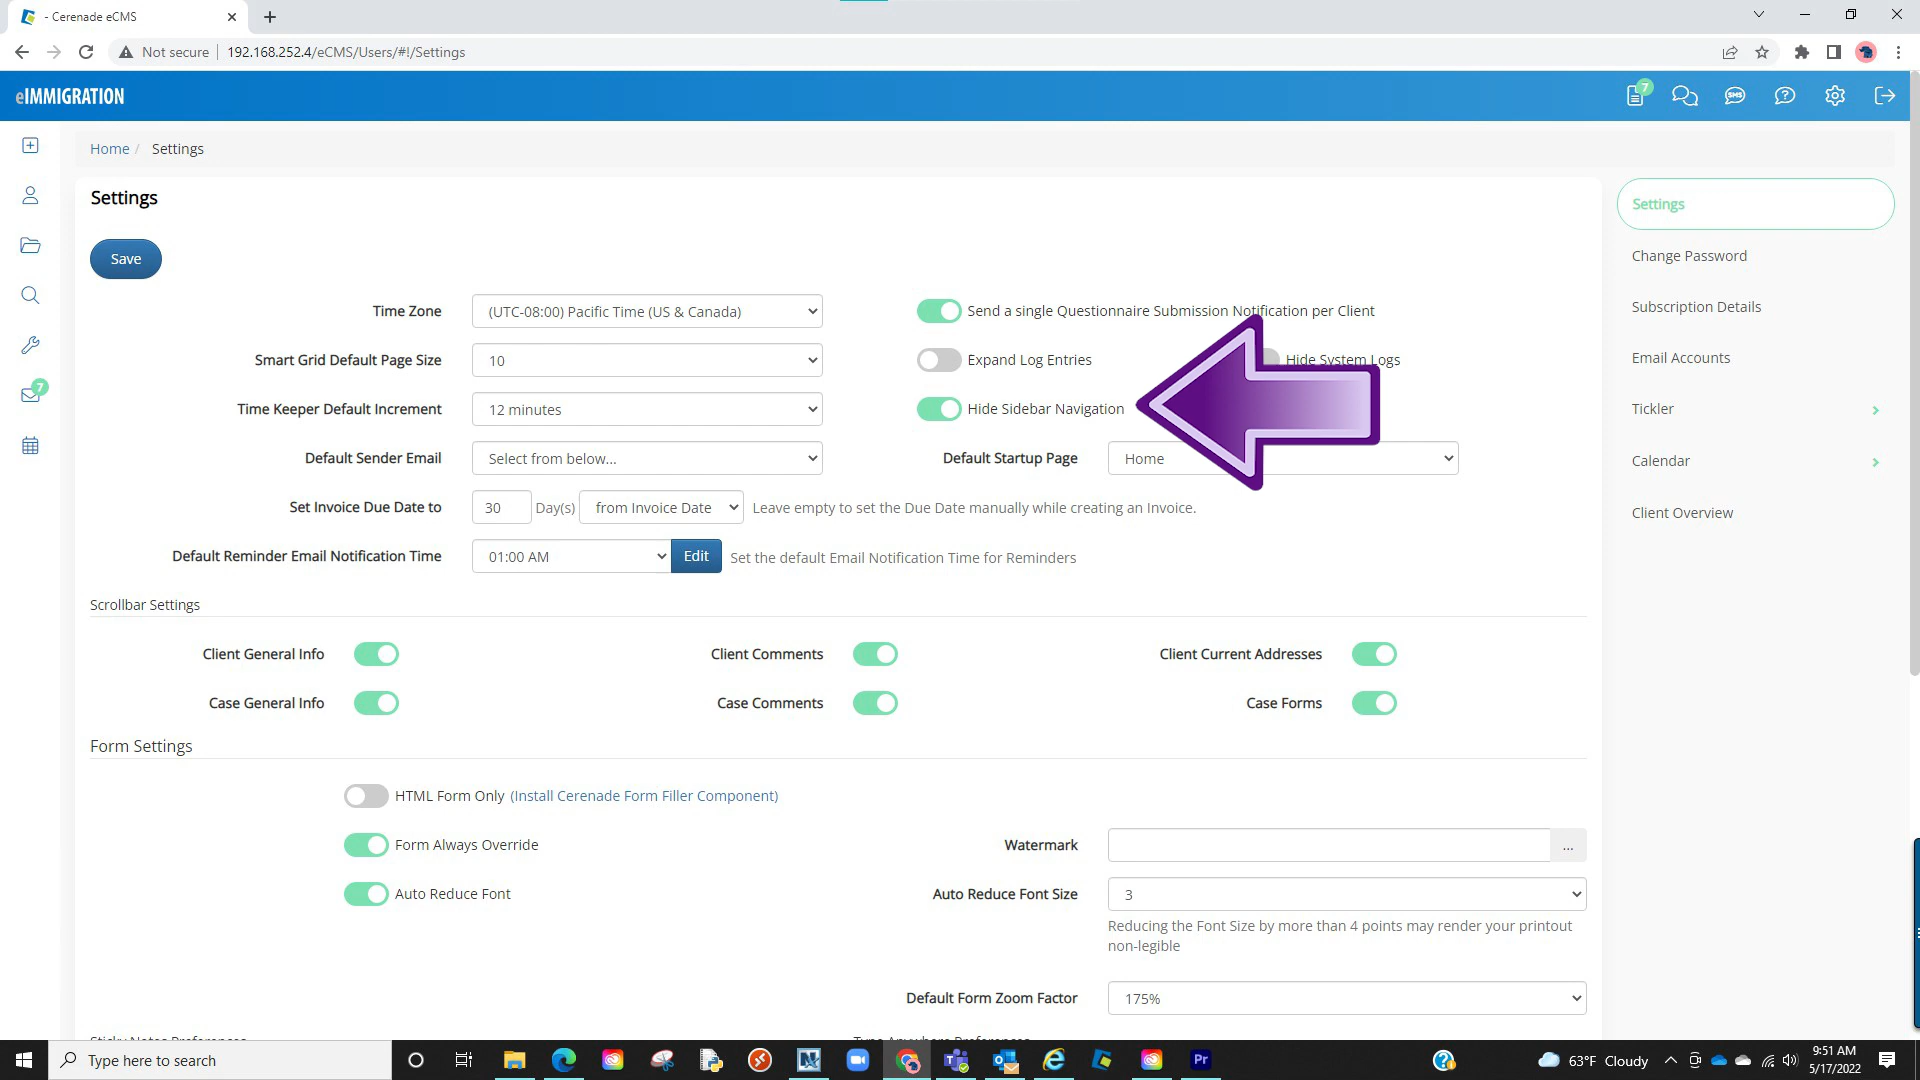 - Cerenade eCMS
Not secure
192.168.252.4/eCMS/Users/#!/Settings
eIMMIGRATION
7
SMS
Home / Settings
Settings
Save
Time Zone
(UTC-08:00) Pacific Time (US & Canada)
Send a single Questionnaire Submission Notification per Client
Smart Grid Default Page Size
10
Expand Log Entries
Hide System Logs
Time Keeper Default Increment
12 minutes
Hide Sidebar Navigation
Default Sender Email
Select from below...
Default Startup Page
Home
Set Invoice Due Date to
30
Day(s)
from Invoice Date
Leave empty to set the Due Date manually while creating an Invoice.
Default Reminder Email Notification Time
01:00 AM
Edit
Set the default Email Notification Time for Reminders
7
Settings
Change Password
Subscription Details
Email Accounts
Tickler
Calendar
Client Overview
Scrollbar Settings
Client General Info
Client Comments
Client Current Addresses
Case General Info
Case Comments
Case Forms
Form Settings
HTML Form Only (Install Cerenade Form Filler Component)
Form Always Override
Watermark
...
Auto Reduce Font
Auto Reduce Font Size
3
Reducing the Font Size by more than 4 points may render your printout
non-legible
Default Form Zoom Factor
175%
Sticky Notes Preferences
Type Anywhere Preferences
Type here to search
Pr
63°F Cloudy
9:51 AM
5/17/2022